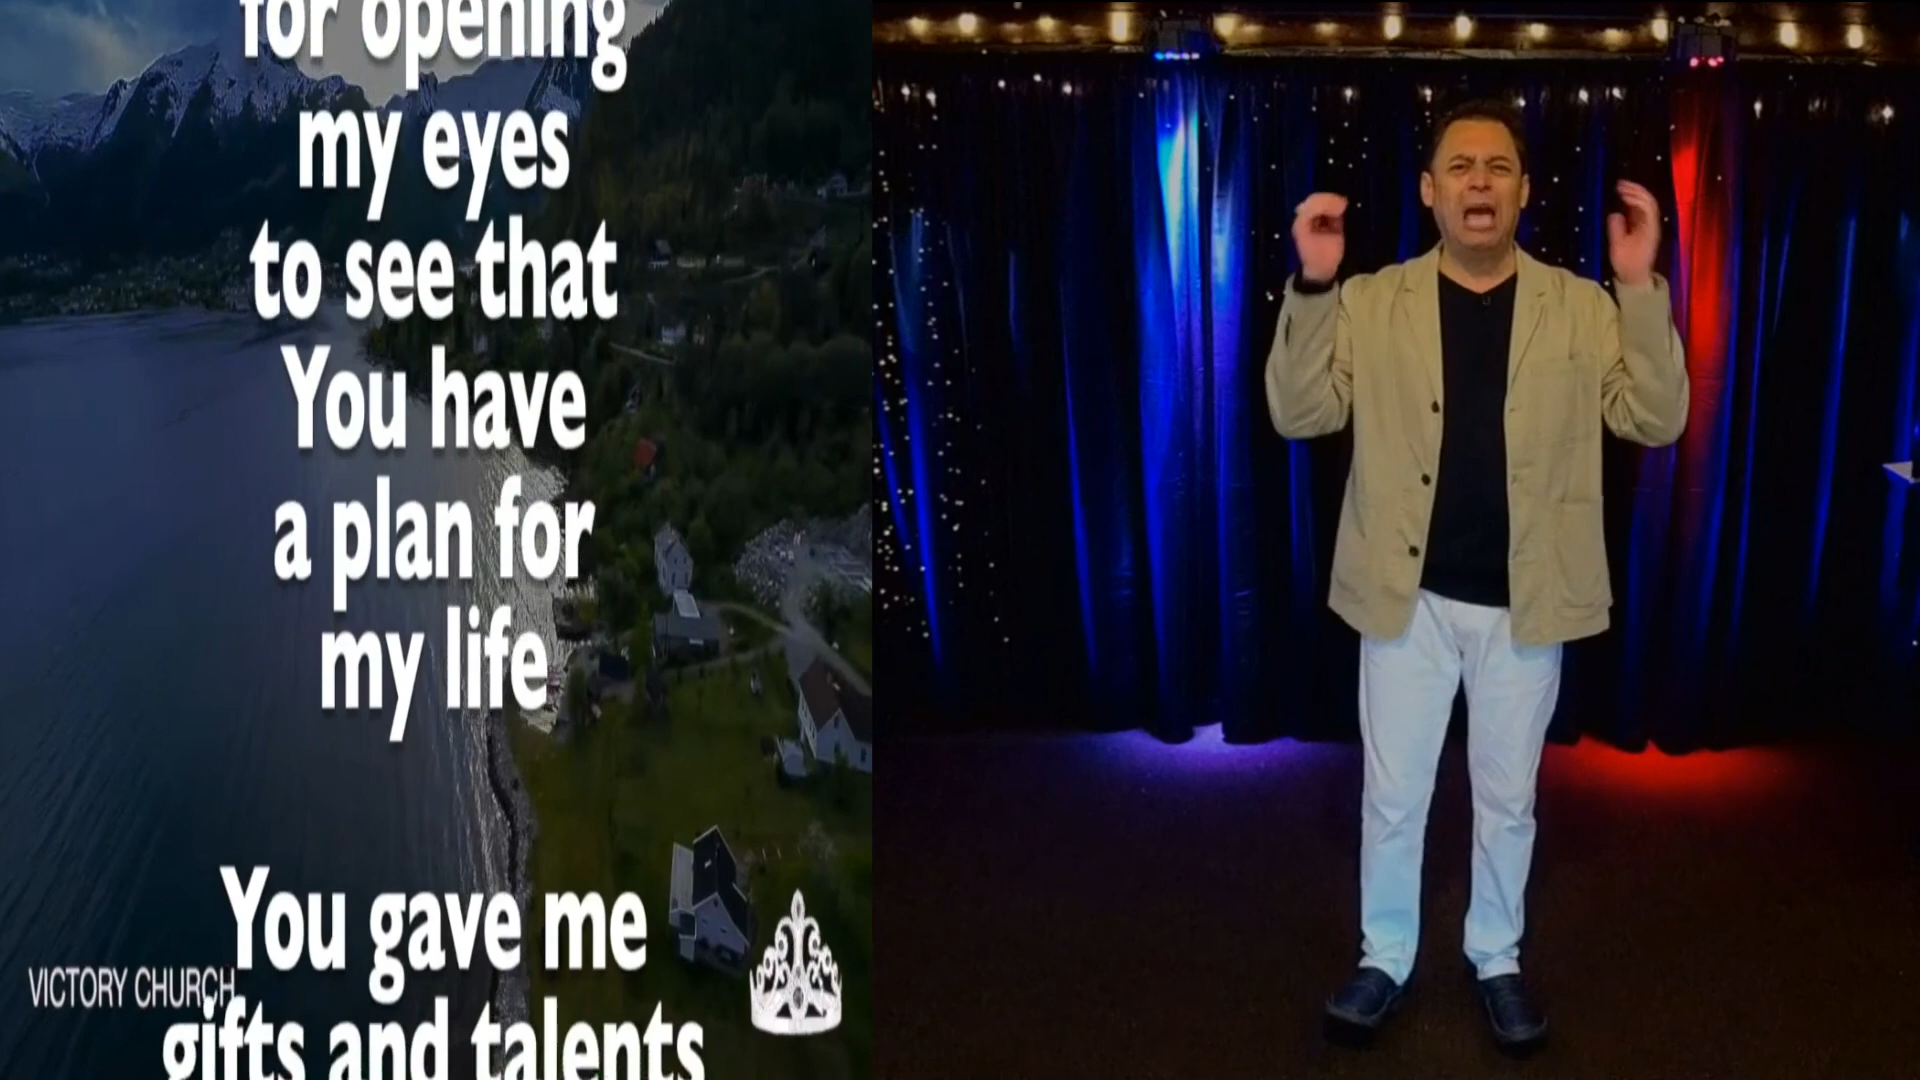 for opening
my eyes
to see that
You have
a plan for
my life
You gave me
VICTORY CHURCH
gifts and talents